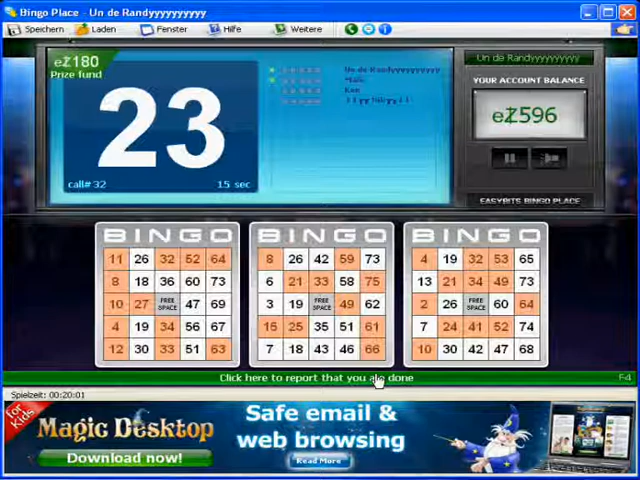 Bingo Place - Un de Randyyyyyyyyyy
Speichern Laden Fenster Hilfe Weitere
eƵ180
Prize fund
23
call# 32 15 sec
Un de Randyyyyyyyyyy
Un de Randyyyyyyyyyy
YOUR ACCOUNT BALANCE
eƵ596
EASYBITS BINGO PLACE
BINGO BINGO BINGO
11 26 32 52 64 8 26 42 59 73 4 19 32 53 65
8 18 36 60 73 6 21 33 58 75 13 21 34 49 73
10 27 FREE SPACE 47 69 3 19 FREE SPACE 49 62 2 26 FREE SPACE 60 64
4 19 34 56 67 15 25 35 51 61 7 24 41 52 74
12 30 33 51 63 7 18 43 46 66 10 30 42 47 68
Click here to report that you are done
F4
Spielzeit: 00:20:01
for Kids
Magic Desktop
Download now!
Safe email &
web browsing
Read More